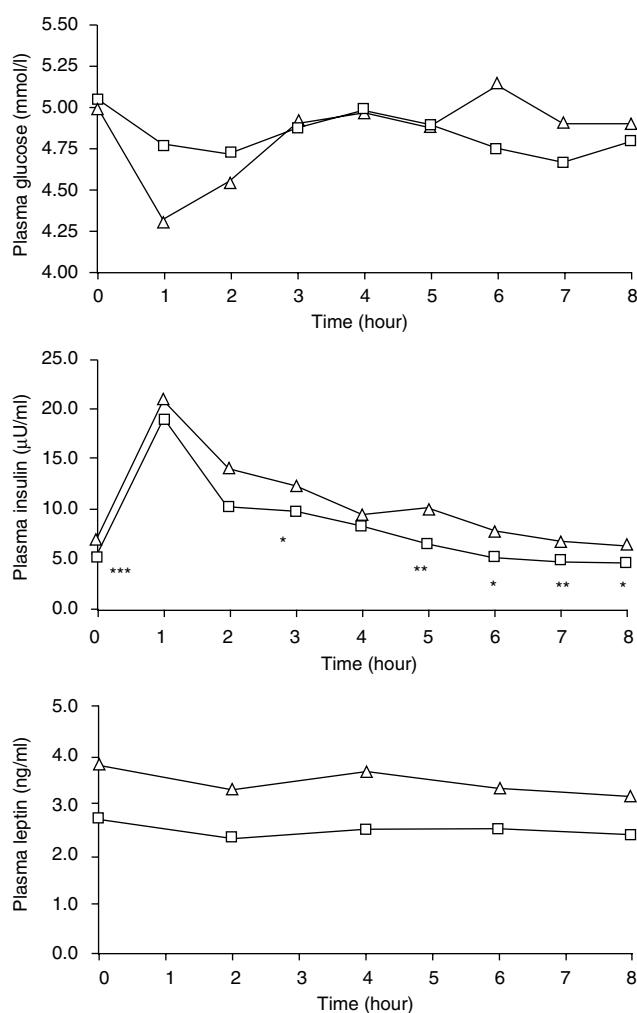 5.50
5.25
5.00
4.75
4.50
4.25
4.00
Plasma glucose (mmol/l)
0 1 2 3 4 5 6 7 8
Time (hour)
25.0
20.0
15.0
10.0
5.0
0.0
Plasma insulin (μU/ml)
***
*
**
*
**
*
0 1 2 3 4 5 6 7 8
Time (hour)
5.0
4.0
3.0
2.0
1.0
0.0
Plasma leptin (ng/ml)
0 1 2 3 4 5 6 7 8
Time (hour)